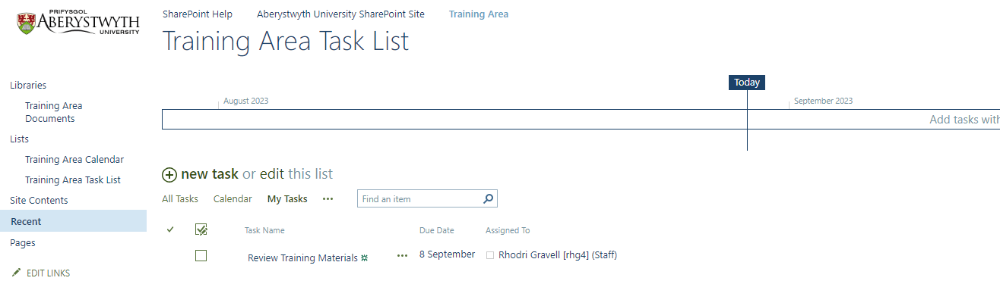 PRIFYSGOL
ABERYSTWYTH
UNIVERSITY
SharePoint Help
Aberystwyth University SharePoint Site
Training Area
Training Area Task List
Libraries
Training Area
Documents
Lists
Training Area Calendar
Training Area Task List
Site Contents
Recent
Pages
EDIT LINKS
Today
August 2023
September 2023
Add tasks with
new task or edit this list
All Tasks
Calendar
My Tasks
Find an item
Task Name
Due Date
Assigned To
Review Training Materials
8 September
Rhodri Gravell [rhg4] (Staff)